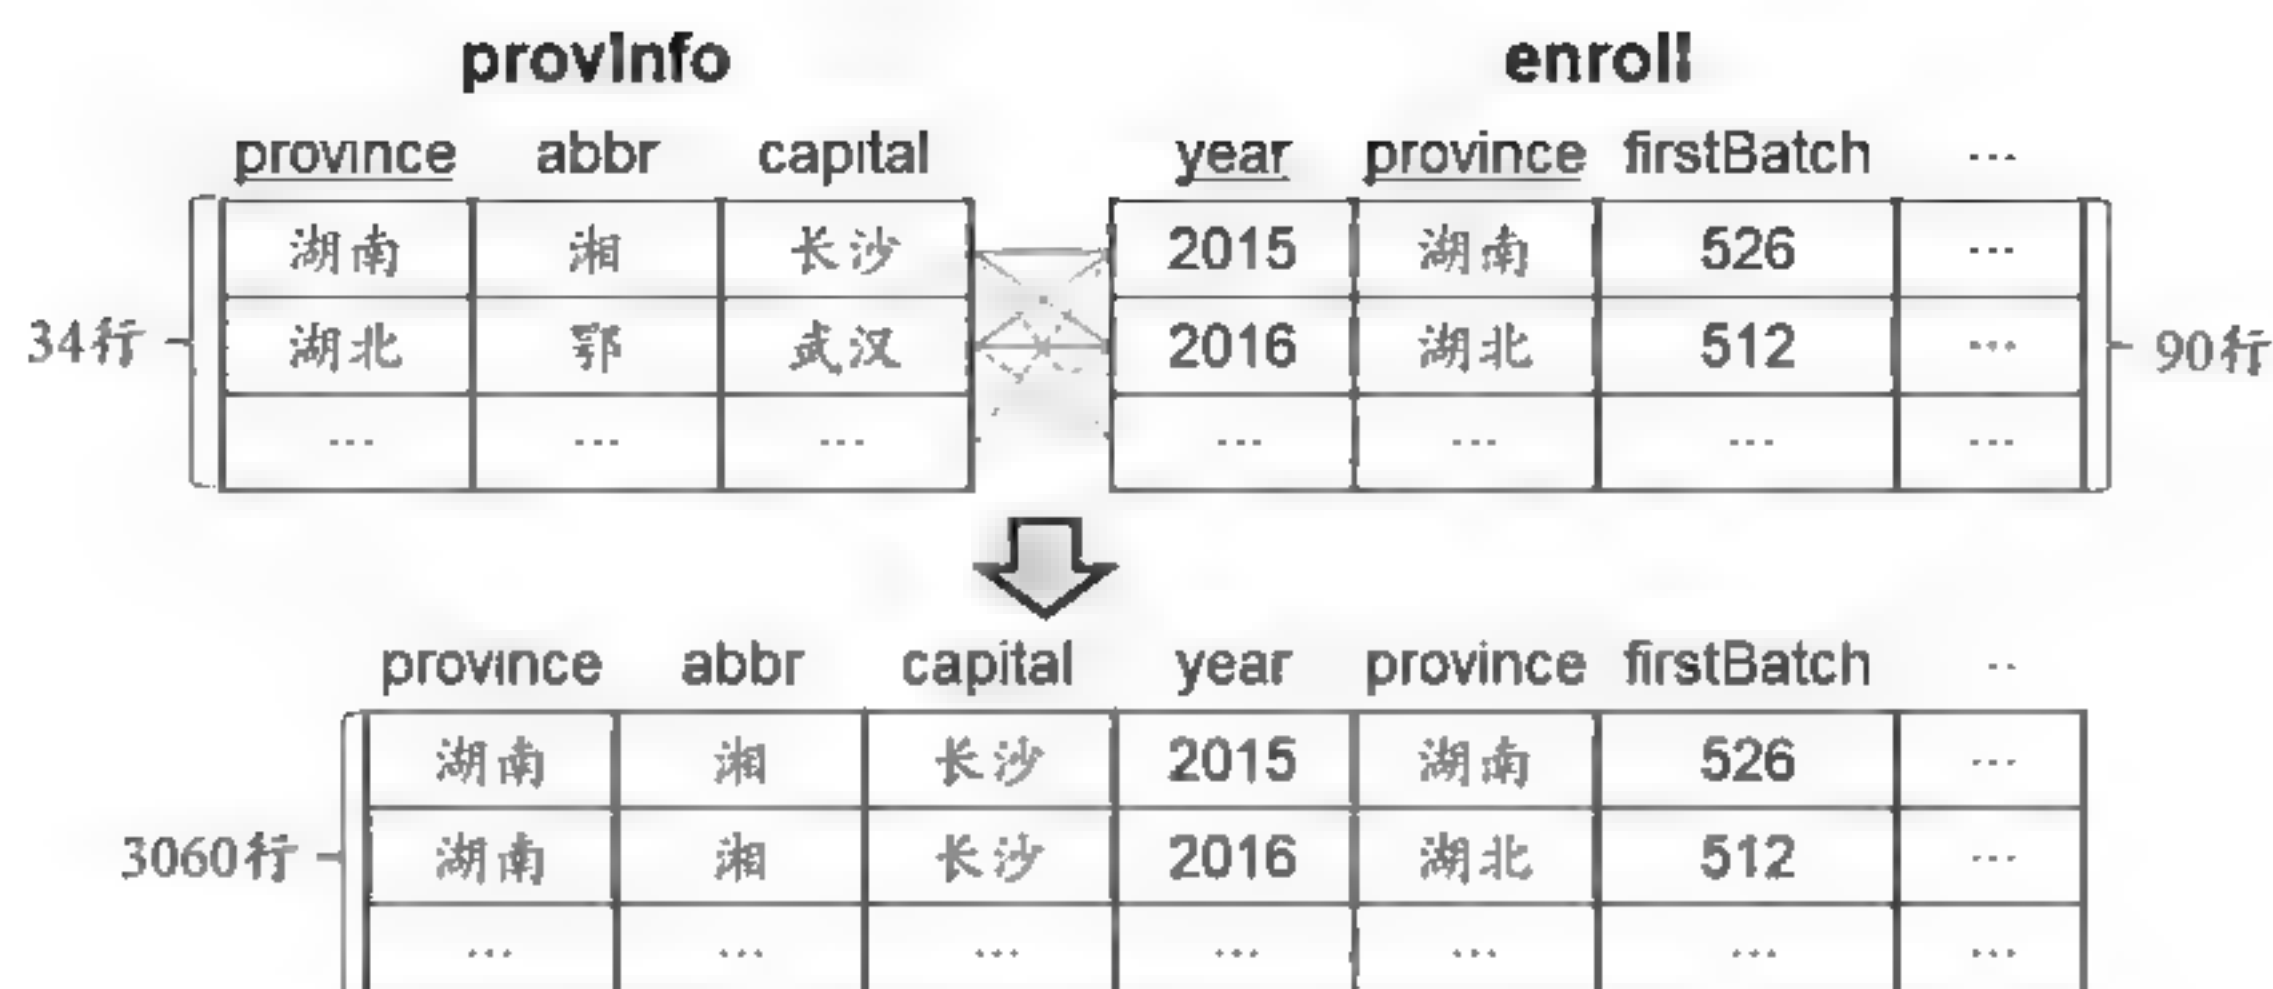 provInfo enroll
province abbr capital year province firstBatch ...
湖南 湘 长沙 2015 湖南 526 ...
34行 湖北 鄂 武汉 2016 湖北 512 ... 90行
... ... ... ... ... ... ...
province abbr capital year province firstBatch ..
湖南 湘 长沙 2015 湖南 526 ...
3060行 湖南 湘 长沙 2016 湖北 512 ...
... ... ... ... ... ... ...